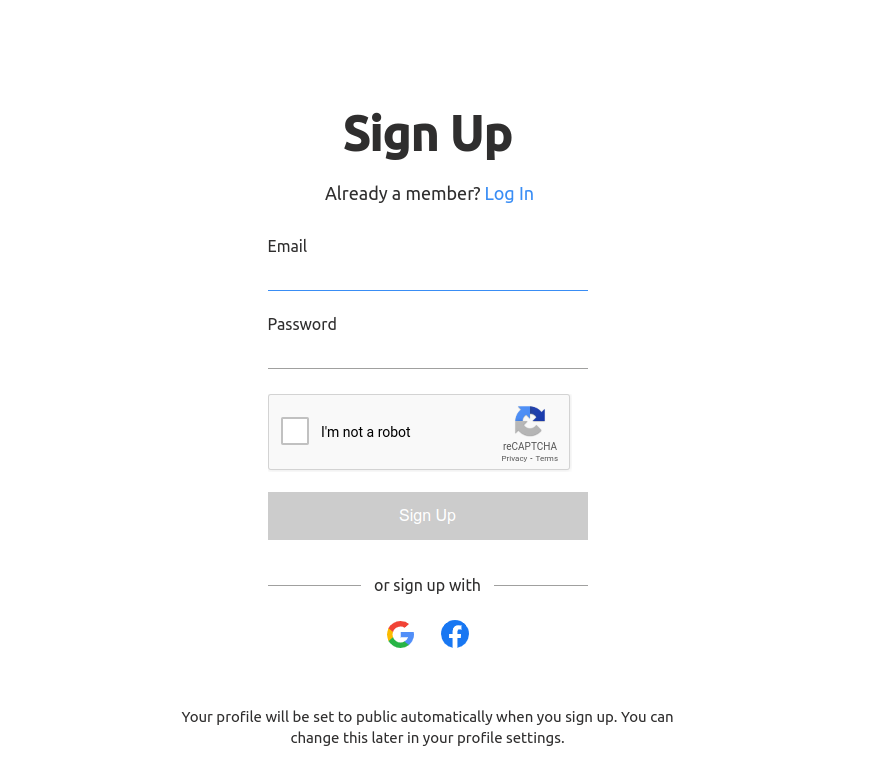 Sign Up
Already a member? Log In
Email
Password
I'm not a robot
reCAPTCHA
Privacy - Terms
Sign Up
or sign up with
Your profile will be set to public automatically when you sign up. You can
change this later in your profile settings.